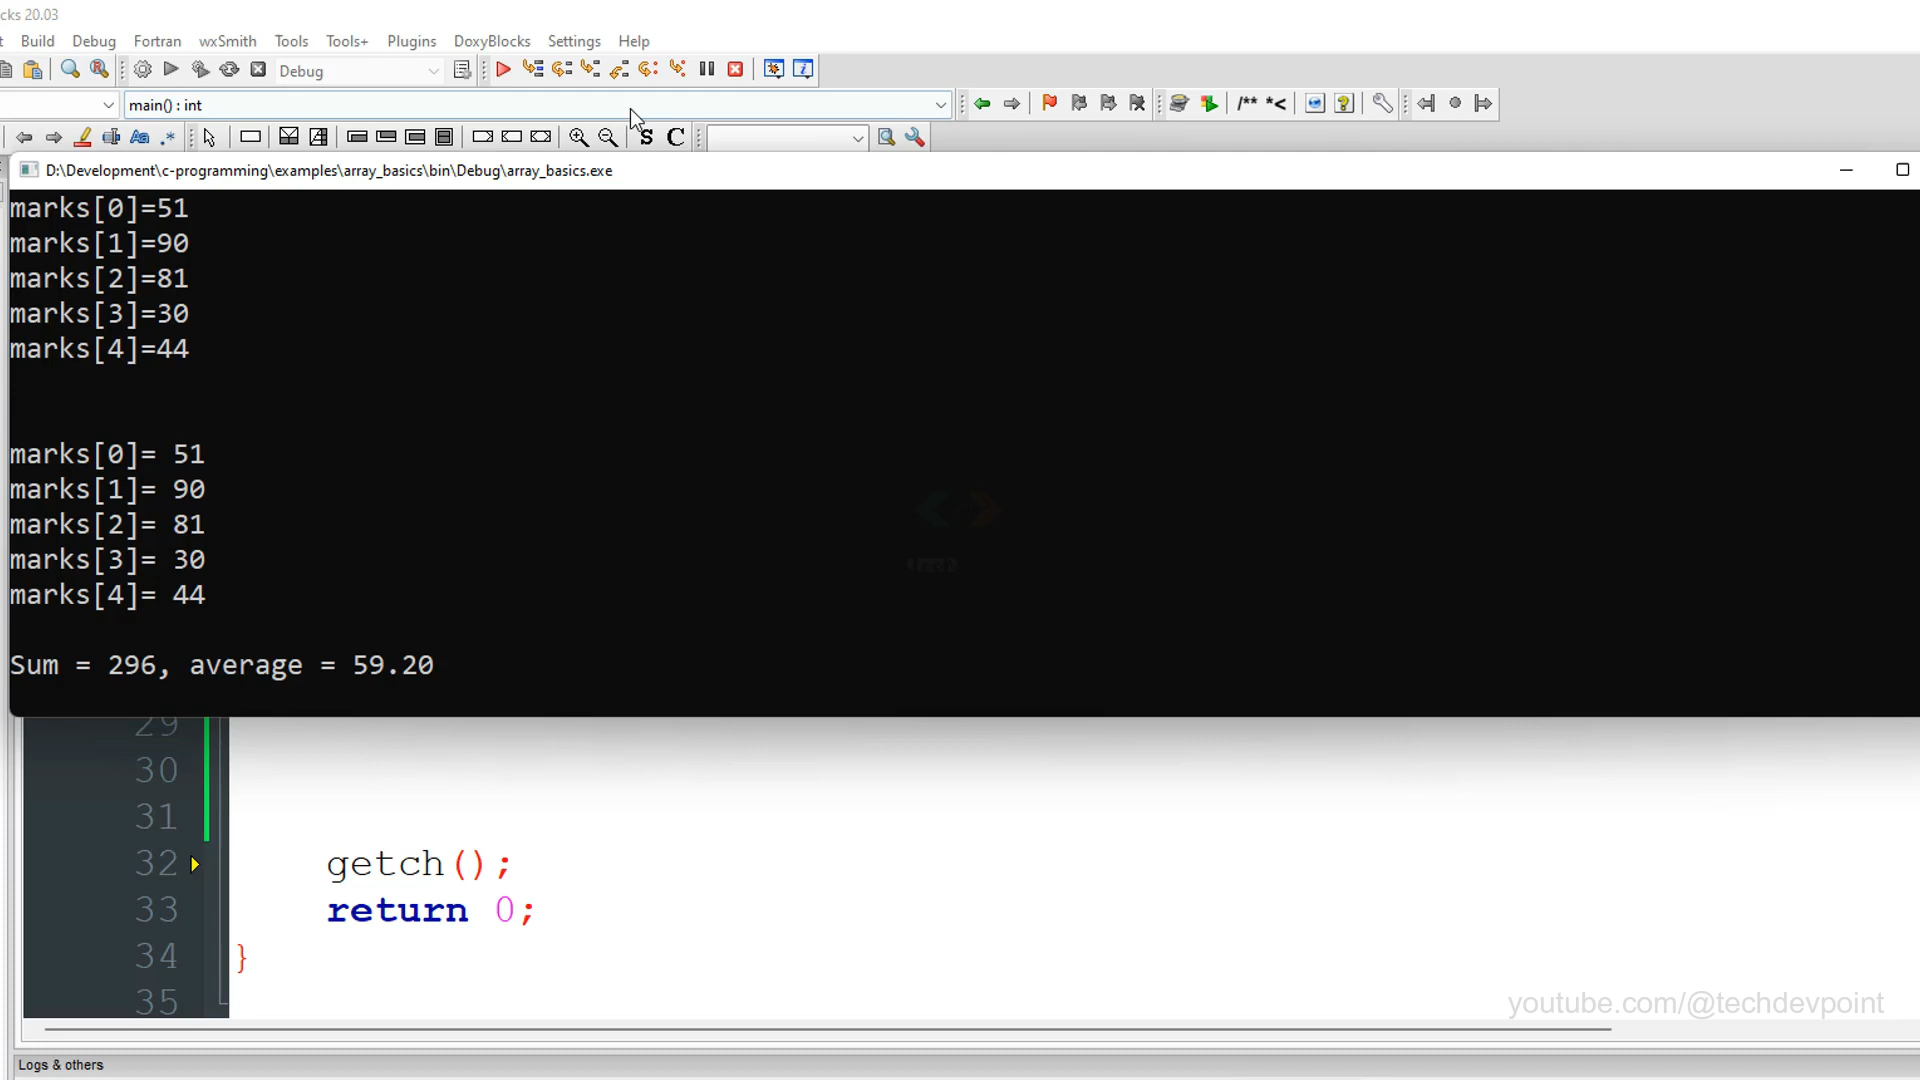 cks 20.03
t Build Debug Fortran wxSmith Tools Tools+ Plugins DoxyBlocks Settings Help
Debug
main() : int
/** *<
Aa .* S C
D:\Development\c-programming\examples\array_basics\bin\Debug\array_basics.exe
marks[0]=51
marks[1]=90
marks[2]=81
marks[3]=30
marks[4]=44
marks[0]= 51
marks[1]= 90
marks[2]= 81
marks[3]= 30
marks[4]= 44
Sum = 296, average = 59.20
29
30
31
32 getch();
33 return 0;
34 }
35
youtube.com/@techdevpoint
Logs & others